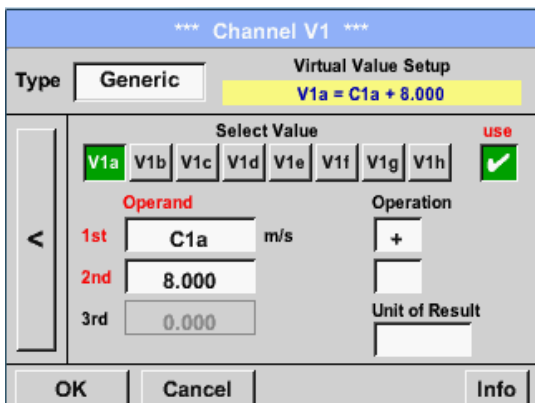 *** Channel V1 ***
Type Generic Virtual Value Setup
V1a = C1a + 8.000
Select Value use
V1a V1b V1c V1d V1e V1f V1g V1h
Operand Operation
< 1st C1a m/s +
2nd 8.000
3rd 0.000 Unit of Result
OK Cancel Info